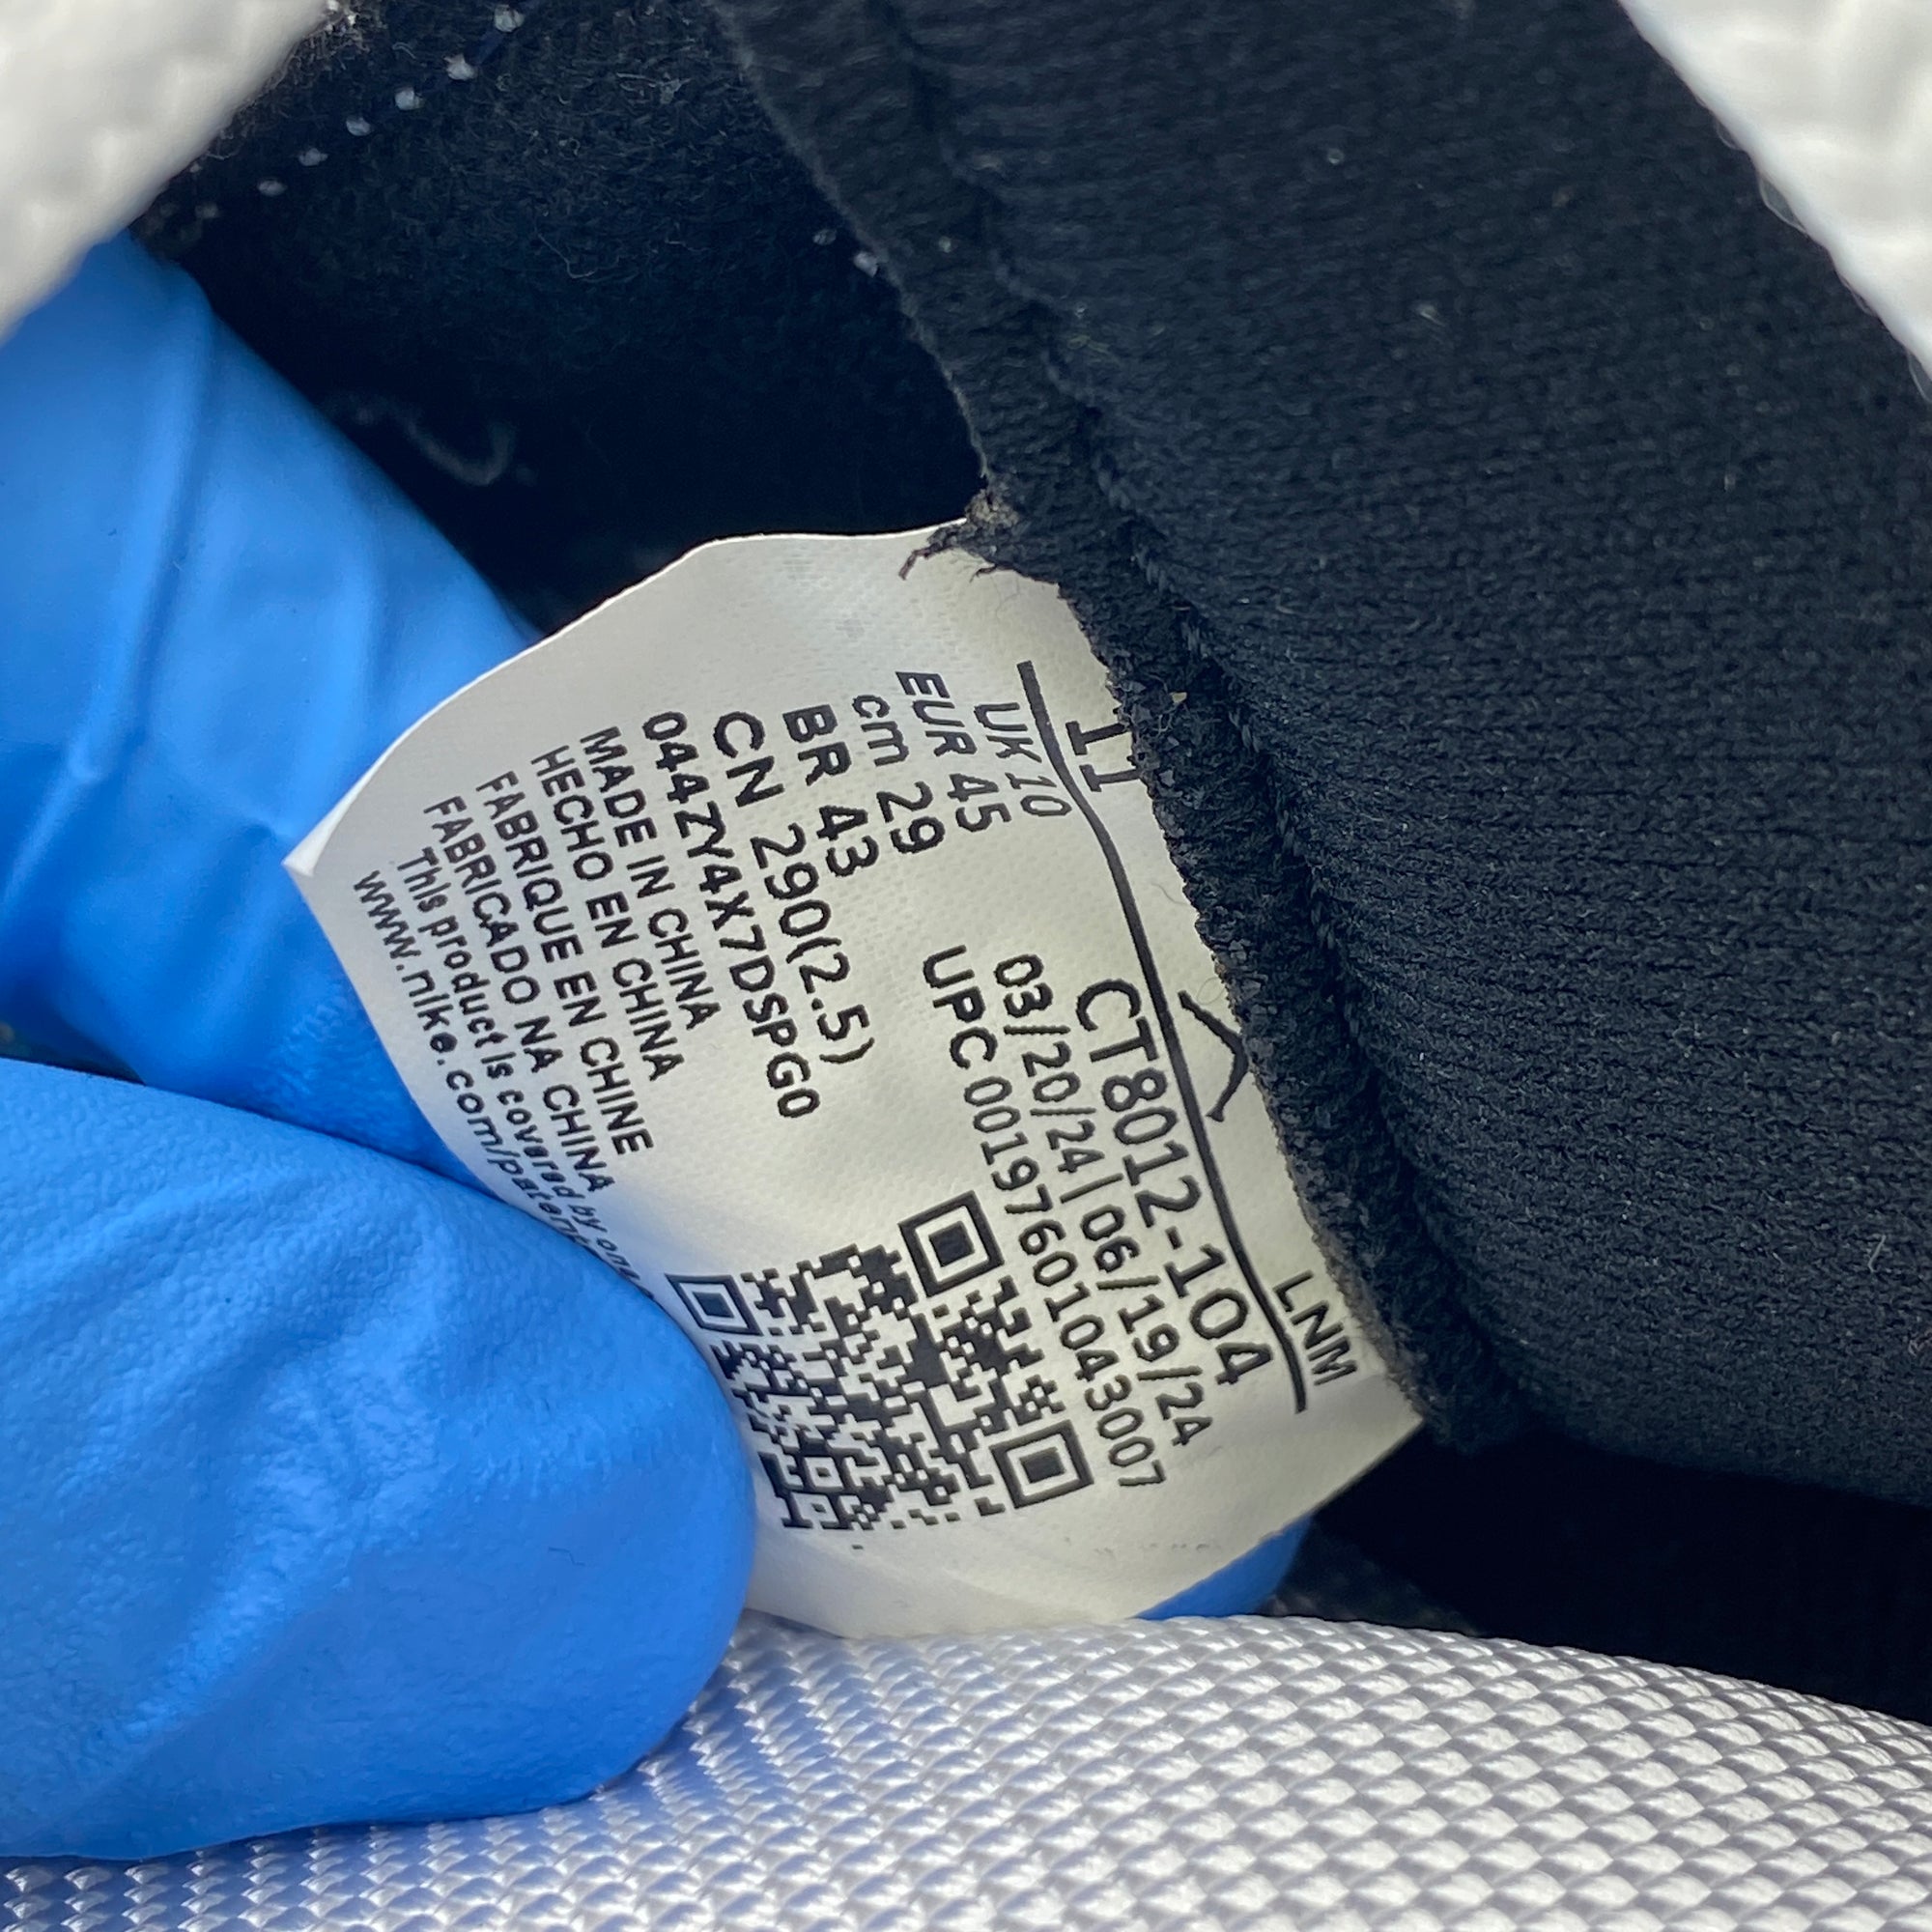 11
LNM
UK 10
EUR 45
cm 29
BR 43
CN 290(2.5)
CT8012-104
03/20/24|06/19/24
UPC 00197601043007
044ZY4X7DSPG0
MADE IN CHINA
HECHO EN CHINA
FABRIQUE EN CHINE
FABRICADO NA CHINA
This product is covered by
www.nike.com/patent